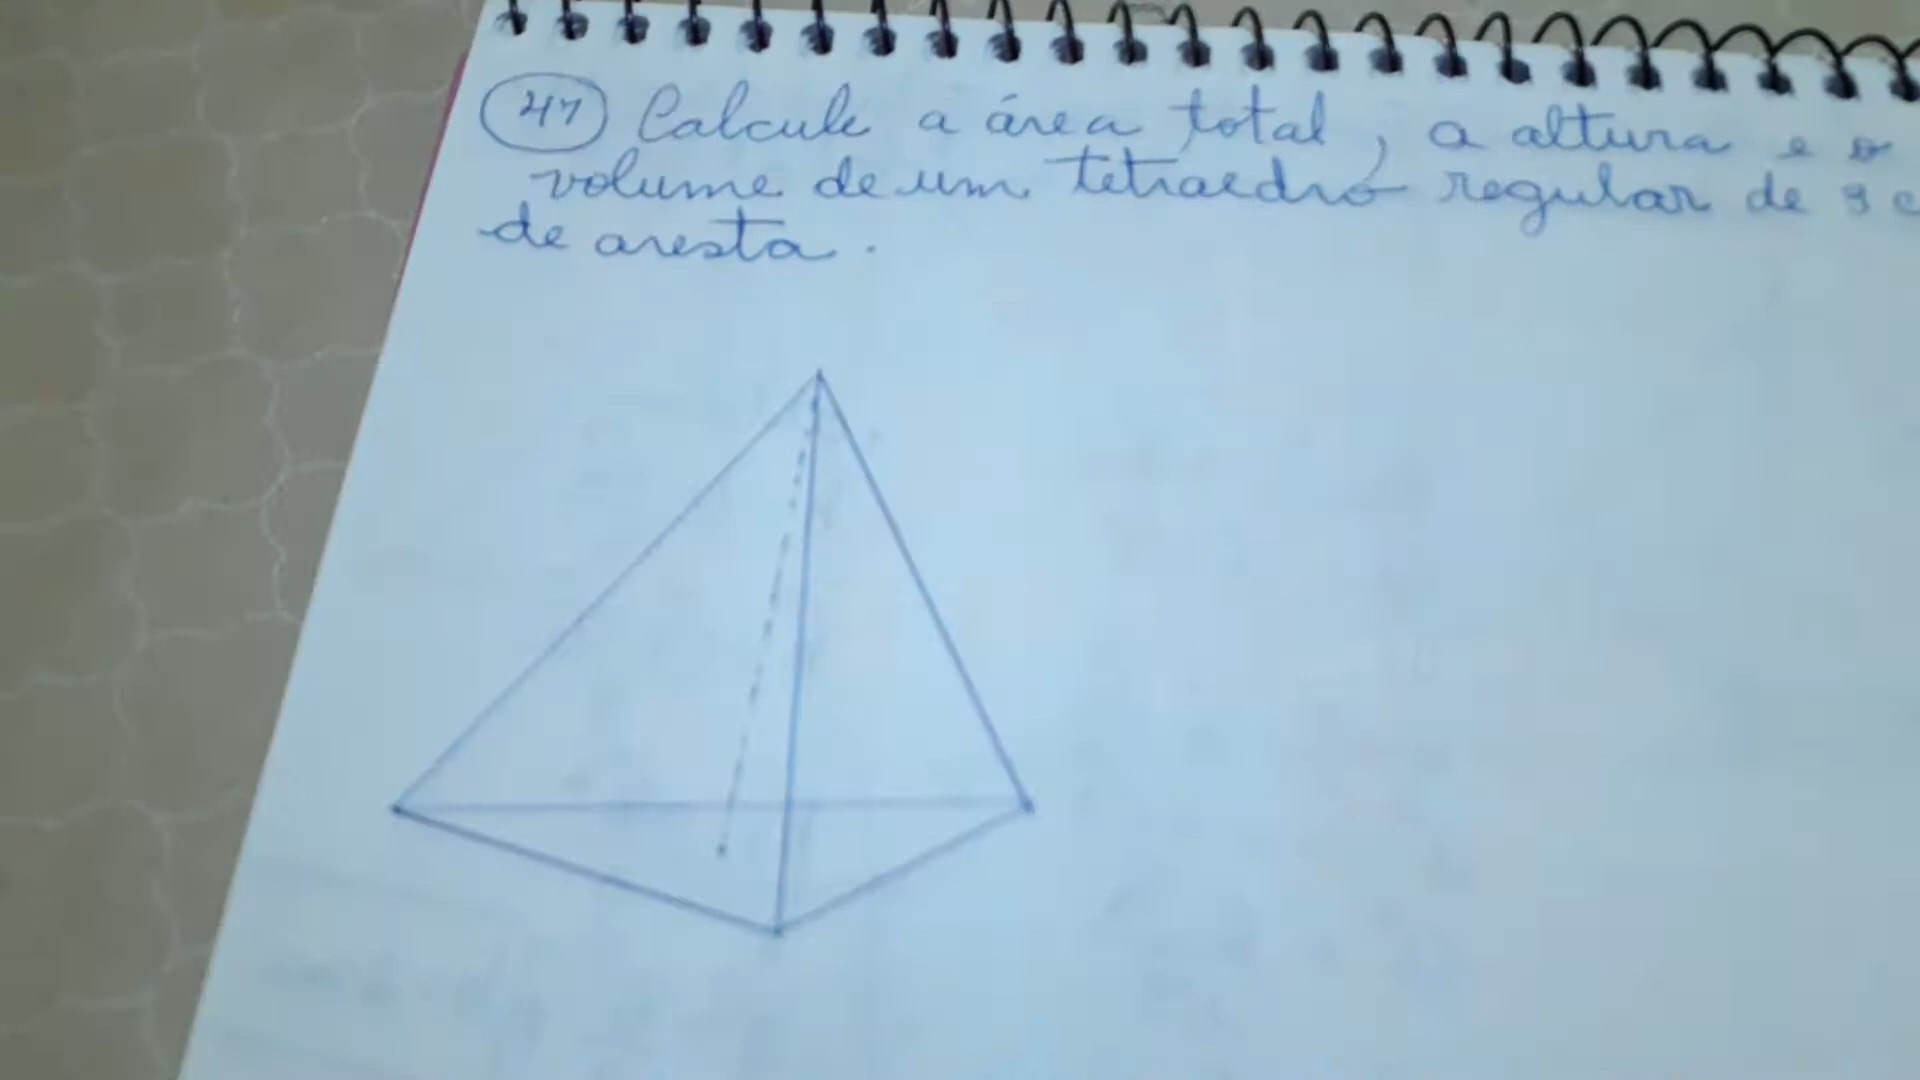 47 Calcule a área total, a altura e o
volume de um tetraedro regular de
de aresta.